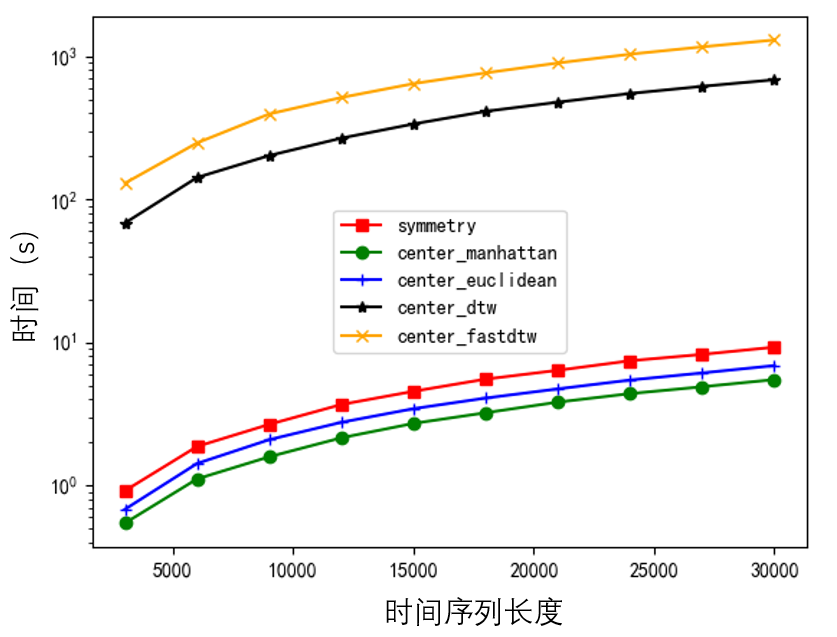 10³
10²
10¹
10⁰
时间 (s)
symmetry
center_manhattan
center_euclidean
center_dtw
center_fastdtw
5000 10000 15000 20000 25000 30000
时间序列长度